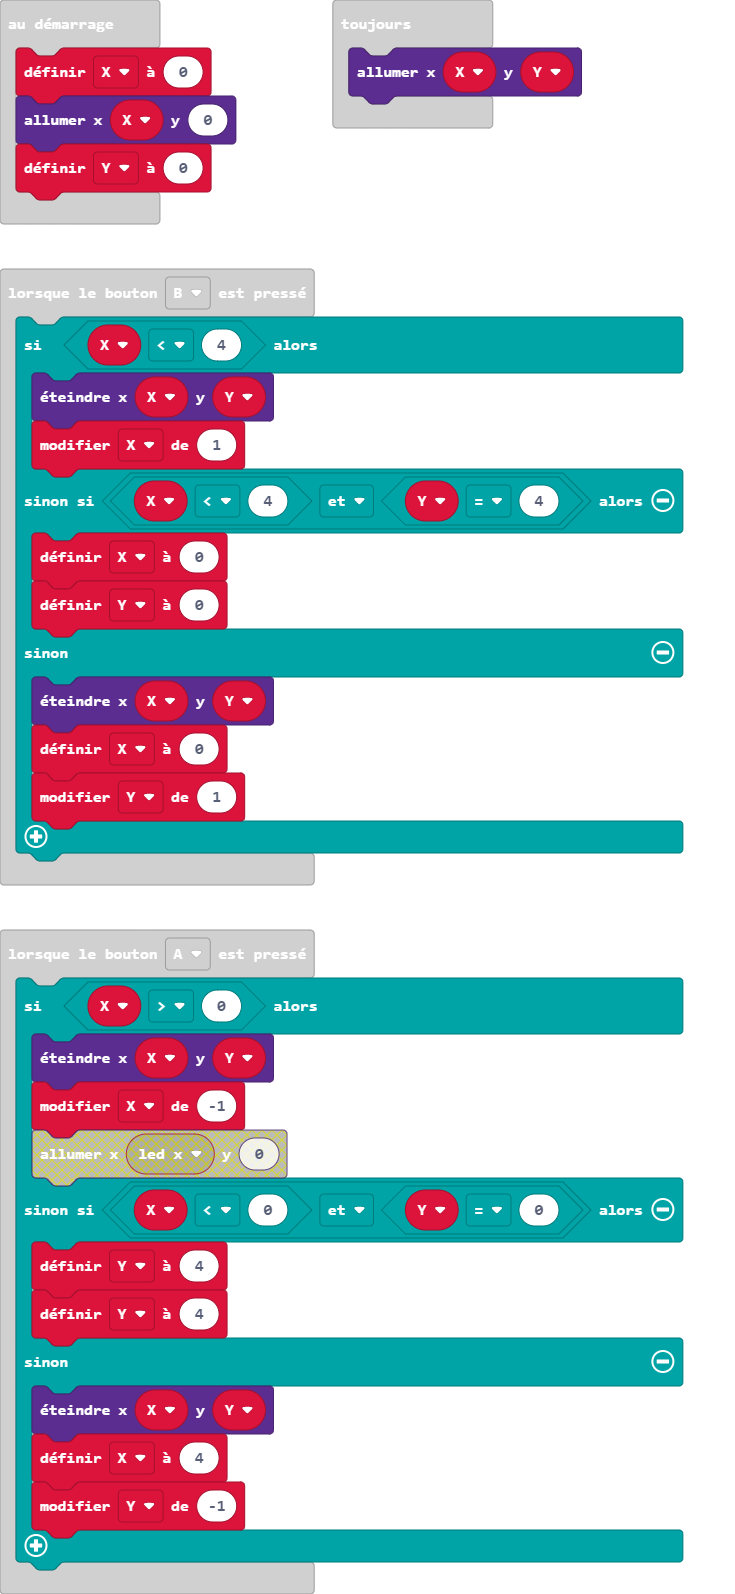 au démarrage
définir X à 0
allumer x X y 0
définir Y à 0
toujours
allumer x X y Y
lorsque le bouton B est pressé
si X < 4 alors
éteindre x X y Y
modifier X de 1
sinon si X < 4 et Y = 4 alors
définir X à 0
définir Y à 0
sinon
éteindre x X y Y
définir X à 0
modifier Y de 1
lorsque le bouton A est pressé
si X > 0 alors
éteindre x X y Y
modifier X de -1
allumer x led x y 0
sinon si X < 0 et Y = 0 alors
définir Y à 4
définir Y à 4
sinon
éteindre x X y Y
définir X à 4
modifier Y de -1